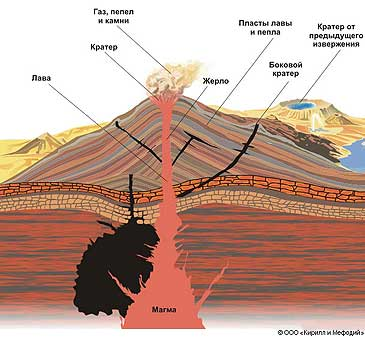 Газ, пепел
и камни
Пласты лавы
и пепла
Кратер от
предыдущего
извержения
Кратер
Боковой
кратер
Лава
Жерло
Магма
© ООО «Кирилл и Мефодий»